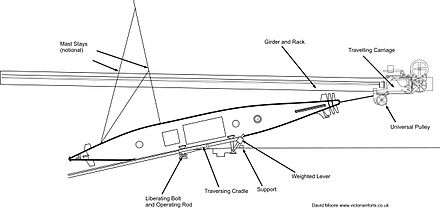 Mast Stays
(notional)
Girder and Rack
Travelling Carriage
Universal Pulley
Weighted Lever
Support
Traversing Cradle
Liberating Bolt
and Operating Rod
David Moore www.victorianforts.co.uk